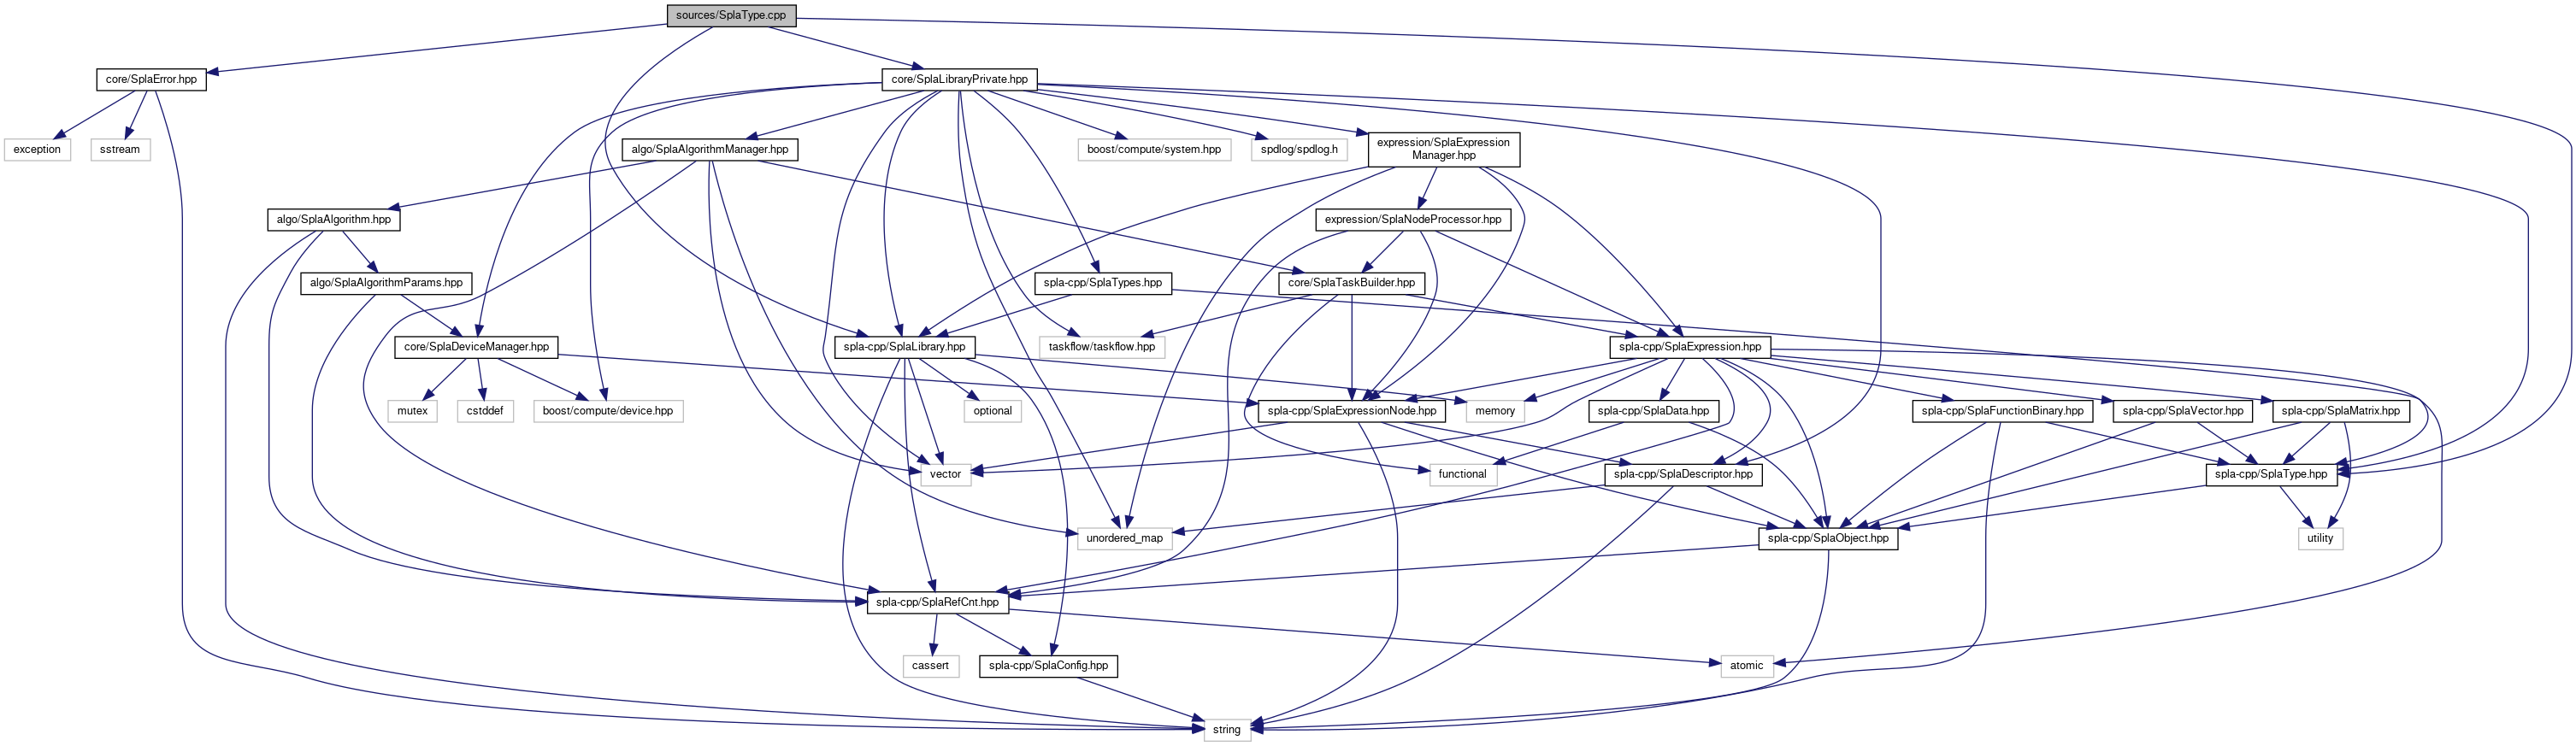 sources/SplaType.cpp
core/SplaError.hpp
core/SplaLibraryPrivate.hpp
exception
sstream
algo/SplaAlgorithmManager.hpp
boost/compute/system.hpp
spdlog/spdlog.h
expression/SplaExpression
Manager.hpp
algo/SplaAlgorithm.hpp
expression/SplaNodeProcessor.hpp
algo/SplaAlgorithmParams.hpp
spla-cpp/SplaTypes.hpp
core/SplaTaskBuilder.hpp
core/SplaDeviceManager.hpp
spla-cpp/SplaLibrary.hpp
taskflow/taskflow.hpp
spla-cpp/SplaExpression.hpp
mutex
cstddef
boost/compute/device.hpp
optional
spla-cpp/SplaExpressionNode.hpp
memory
spla-cpp/SplaData.hpp
spla-cpp/SplaFunctionBinary.hpp
spla-cpp/SplaVector.hpp
spla-cpp/SplaMatrix.hpp
vector
functional
spla-cpp/SplaDescriptor.hpp
spla-cpp/SplaType.hpp
unordered_map
spla-cpp/SplaObject.hpp
utility
spla-cpp/SplaRefCnt.hpp
cassert
spla-cpp/SplaConfig.hpp
atomic
string